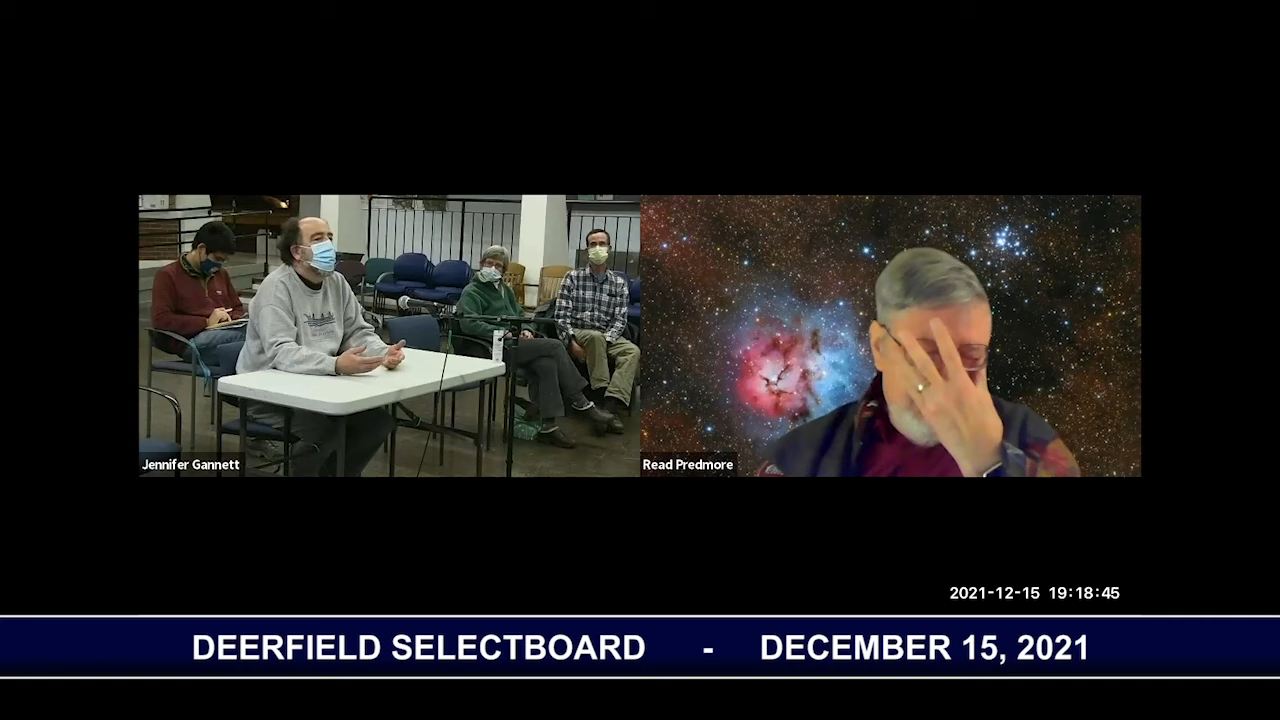 Jennifer Gannett
Read Predmore
2021-12-15 19:18:45
DEERFIELD SELECTBOARD - DECEMBER 15, 2021